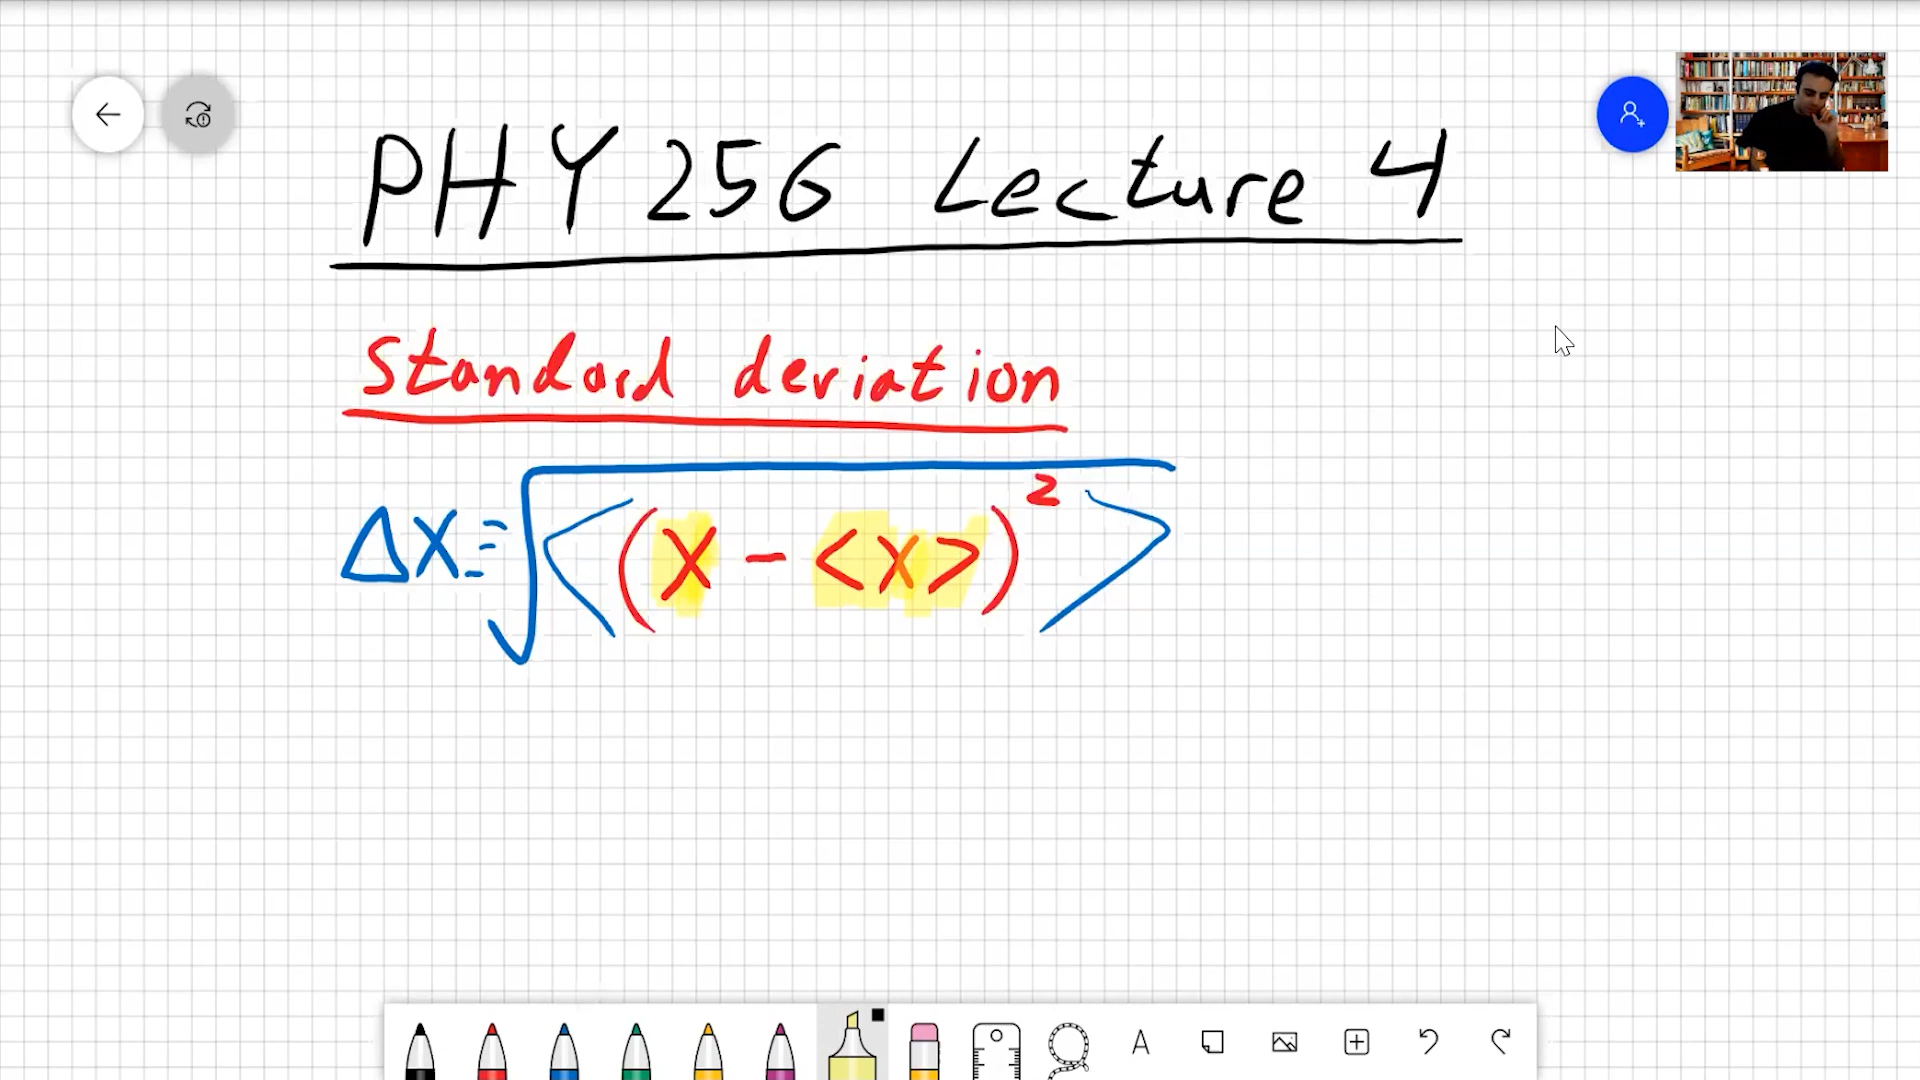 PHY 256 Lecture 4
Standard deviation
Δx≡√<(x - <x>)²>
A